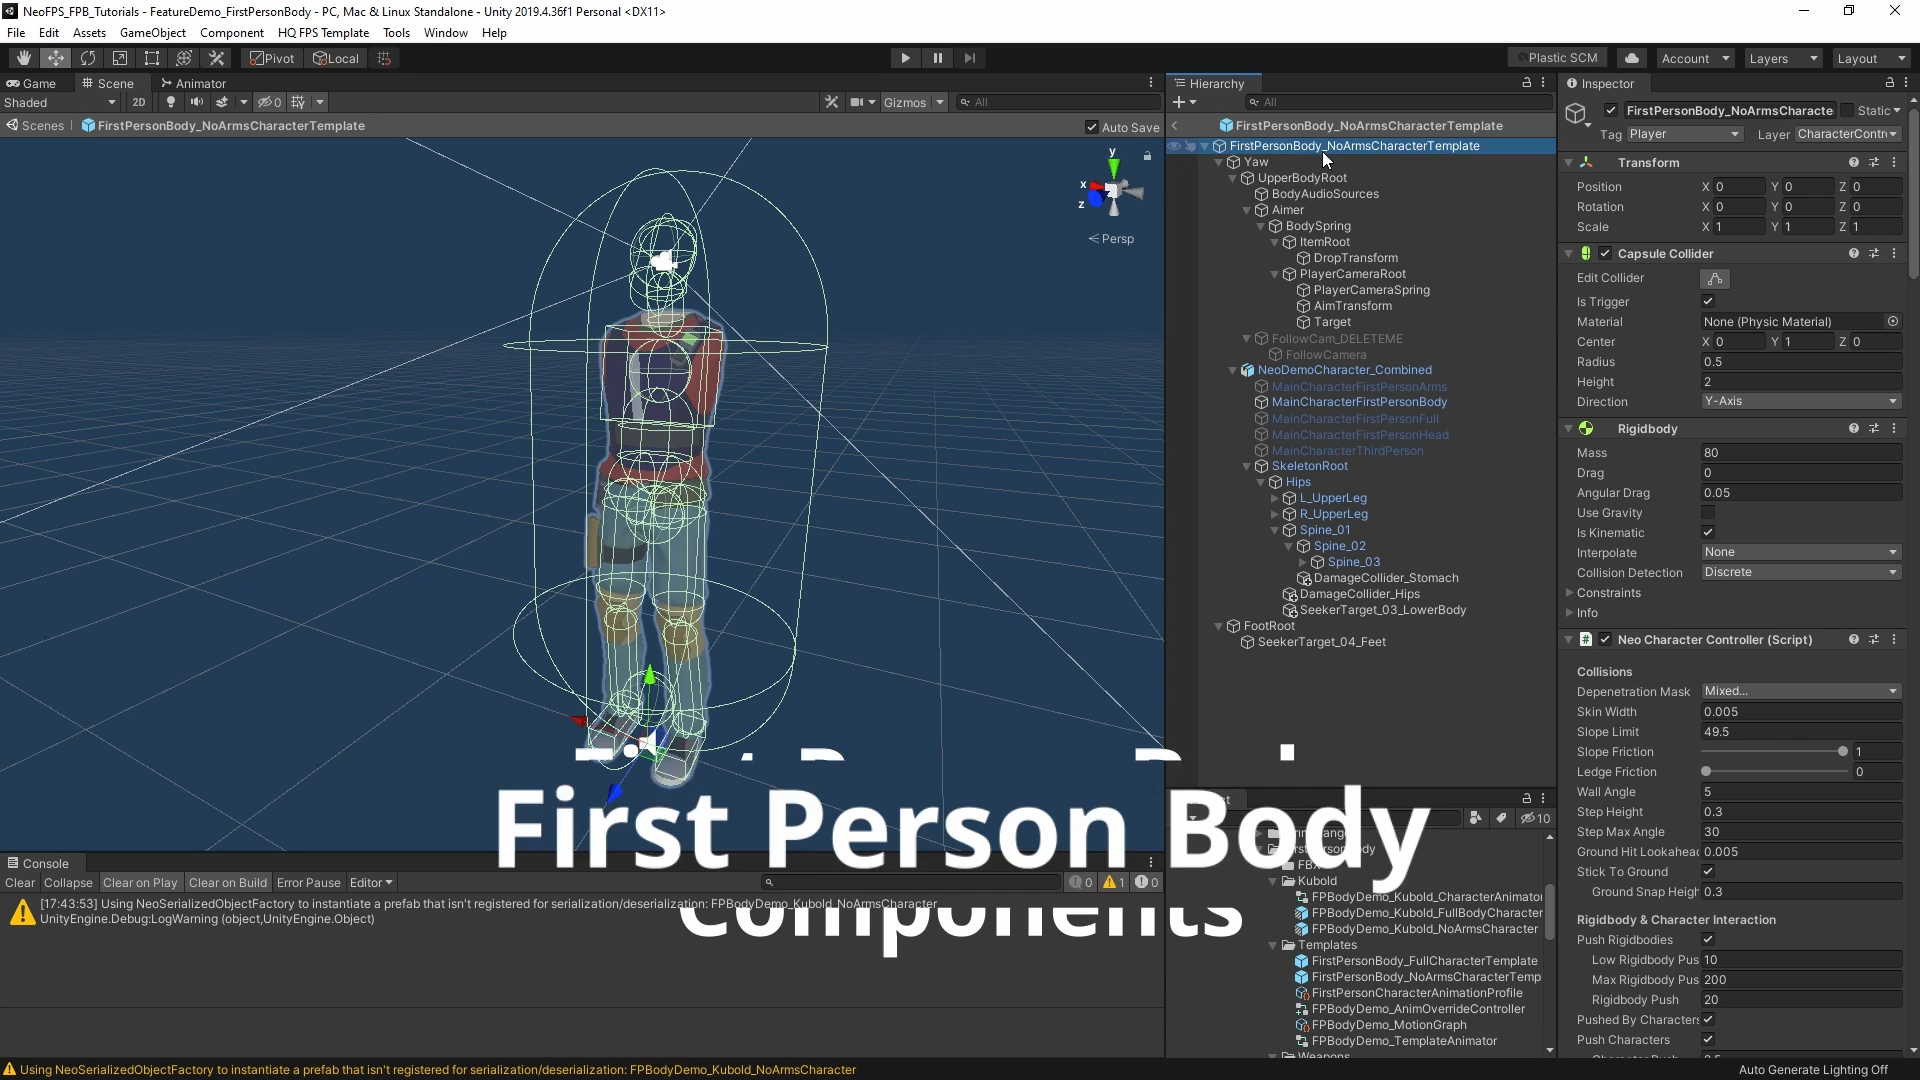 NeoFPS_FPB_Tutorials - FeatureDemo_FirstPersonBody - PC, Mac & Linux Standalone - Unity 2019.4.36f1 Personal <DX11>
File Edit Assets GameObject Component HQ FPS Template Tools Window Help
Pivot Local
Plastic SCM Account Layers Layout
Game Scene Animator
Shaded 2D 0 Gizmos All
Scenes FirstPersonBody_NoArmsCharacterTemplate Auto Save
y
x
z
Persp
Hierarchy
All
FirstPersonBody_NoArmsCharacterTemplate
FirstPersonBody_NoArmsCharacterTemplate
Yaw
UpperBodyRoot
BodyAudioSources
Aimer
BodySpring
ItemRoot
DropTransform
PlayerCameraRoot
PlayerCameraSpring
AimTransform
Target
FollowCam_DELETEME
FollowCamera
NeoDemoCharacter_Combined
MainCharacterFirstPersonArms
MainCharacterFirstPersonBody
MainCharacterFirstPersonFull
MainCharacterFirstPersonHead
MainCharacterThirdPerson
SkeletonRoot
Hips
L_UpperLeg
R_UpperLeg
Spine_01
Spine_02
Spine_03
DamageCollider_Stomach
DamageCollider_Hips
SeekerTarget_03_LowerBody
FootRoot
SeekerTarget_04_Feet
10
FBX
Kubold
FPBodyDemo_Kubold_CharacterAnimator
FPBodyDemo_Kubold_FullBodyCharacter
FPBodyDemo_Kubold_NoArmsCharacter
Templates
FirstPersonBody_FullCharacterTemplate
FirstPersonBody_NoArmsCharacterTemp
FirstPersonCharacterAnimationProfile
FPBodyDemo_AnimOverrideController
FPBodyDemo_MotionGraph
FPBodyDemo_TemplateAnimator
Weapons
Inspector
FirstPersonBody_NoArmsCharacte Static
Tag Player Layer CharacterContr
Transform
Position X 0 Y 0 Z 0
Rotation X 0 Y 0 Z 0
Scale X 1 Y 1 Z 1
Capsule Collider
Edit Collider
Is Trigger
Material None (Physic Material)
Center X 0 Y 1 Z 0
Radius 0.5
Height 2
Direction Y-Axis
Rigidbody
Mass 80
Drag 0
Angular Drag 0.05
Use Gravity
Is Kinematic
Interpolate None
Collision Detection Discrete
Constraints
Info
Neo Character Controller (Script)
Collisions
Depenetration Mask Mixed...
Skin Width 0.005
Slope Limit 49.5
Slope Friction 1
Ledge Friction 0
Wall Angle 5
Step Height 0.3
Step Max Angle 30
Ground Hit Lookahead 0.005
Stick To Ground
Ground Snap Heigh 0.3
Rigidbody & Character Interaction
Push Rigidbodies
Low Rigidbody Pus 10
Max Rigidbody Pus 200
Rigidbody Push 20
Pushed By Characters
Push Characters
First Person Body
Components
Console
Clear Collapse Clear on Play Clear on Build Error Pause Editor 0 1 0
[17:43:53] Using NeoSerializedObjectFactory to instantiate a prefab that isn't registered for serialization/deserialization: FPBodyDemo_Kubold_NoArmsCharacter
UnityEngine.Debug:LogWarning (object,UnityEngine.Object)
Using NeoSerializedObjectFactory to instantiate a prefab that isn't registered for serialization/deserialization: FPBodyDemo_Kubold_NoArmsCharacter
Auto Generate Lighting Off